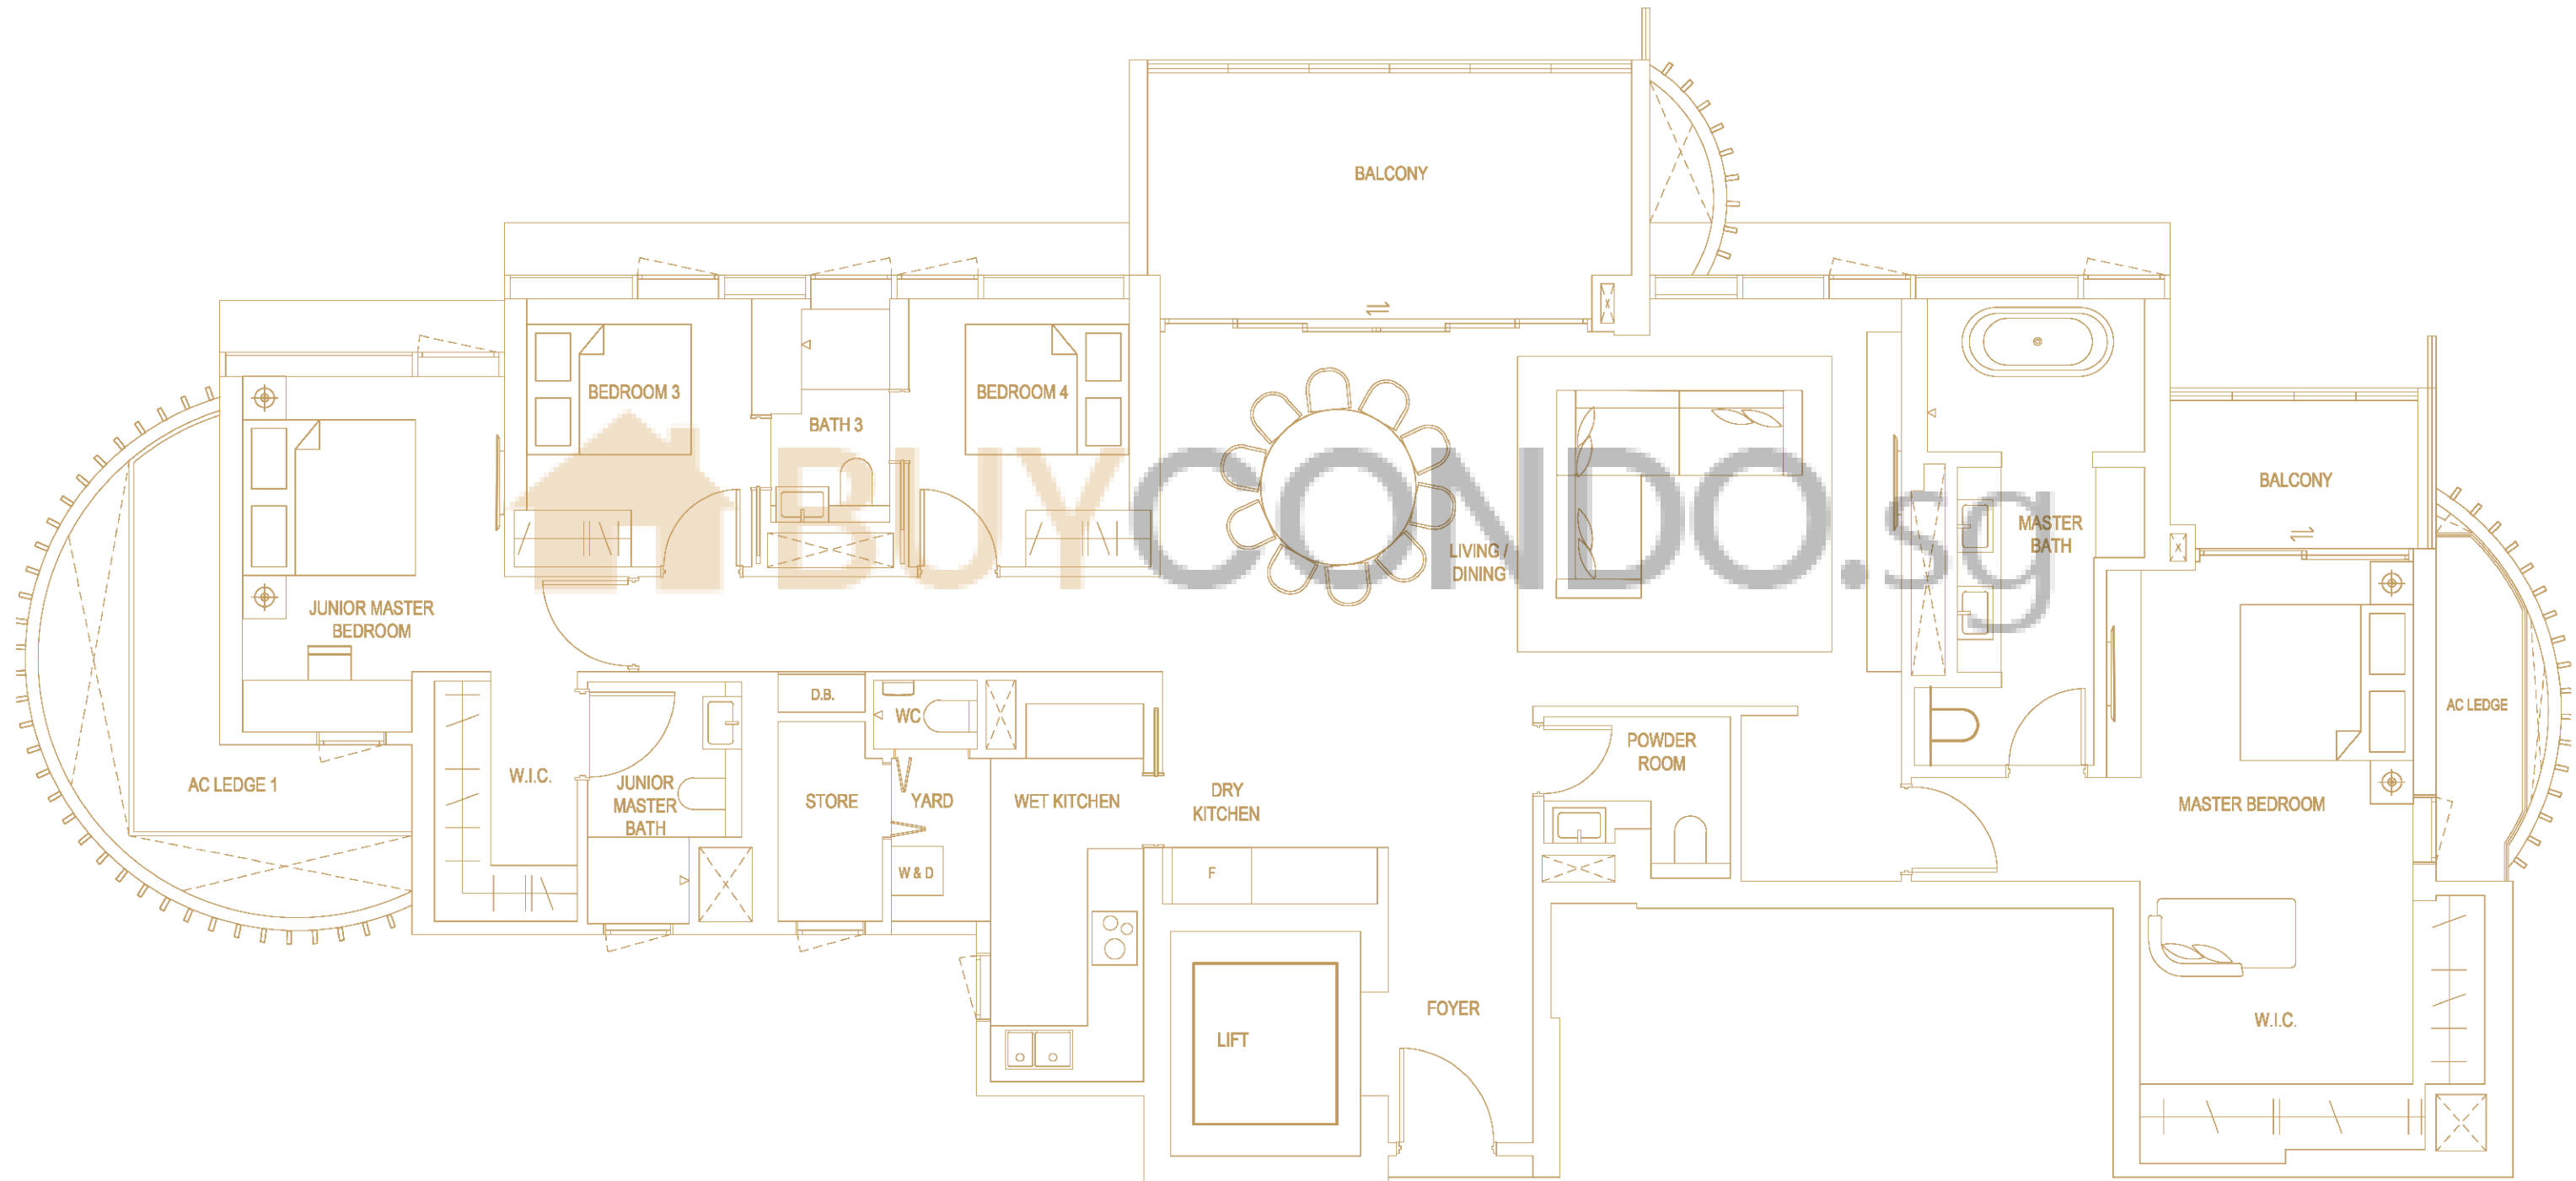 BALCONY
BEDROOM 3
BEDROOM 4
BATH 3
BUYCONDO.sg
BALCONY
LIVING /
DINING
MASTER
BATH
JUNIOR MASTER
BEDROOM
D.B.
WC
AC LEDGE
POWDER
ROOM
AC LEDGE 1
W.I.C.
JUNIOR
MASTER
BATH
STORE
YARD
WET KITCHEN
DRY
KITCHEN
MASTER BEDROOM
W & D
F
FOYER
LIFT
W.I.C.